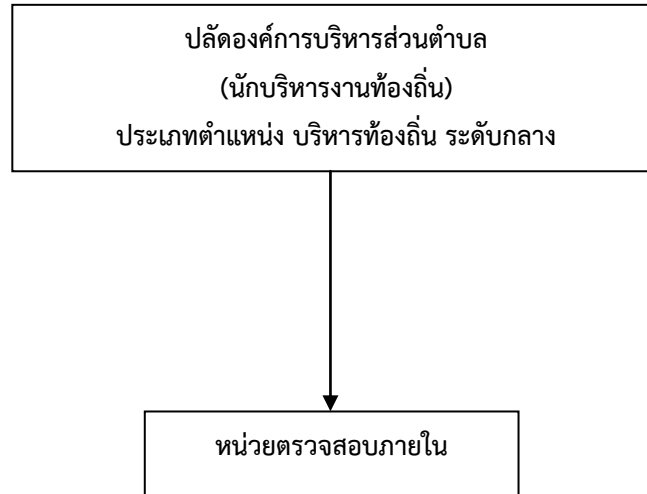 ปลัดองค์การบริหารส่วนตำบล
(นักบริหารงานท้องถิ่น)
ประเภทตำแหน่ง บริหารท้องถิ่น ระดับกลาง
หน่วยตรวจสอบภายใน